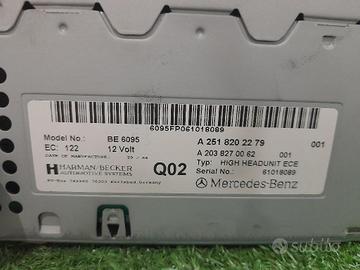 6095FP061018089
Model No.: BE 6095
A 251 820 22 79 001
EC: 122 12 Volt
A 203 827 00 62 001
HARMAN/BECKER
AUTOMOTIVE SYSTEMS
Q02
Typ: HIGH HEADUNIT ECE
Serial No.: 61018089
Mercedes-Benz
subito